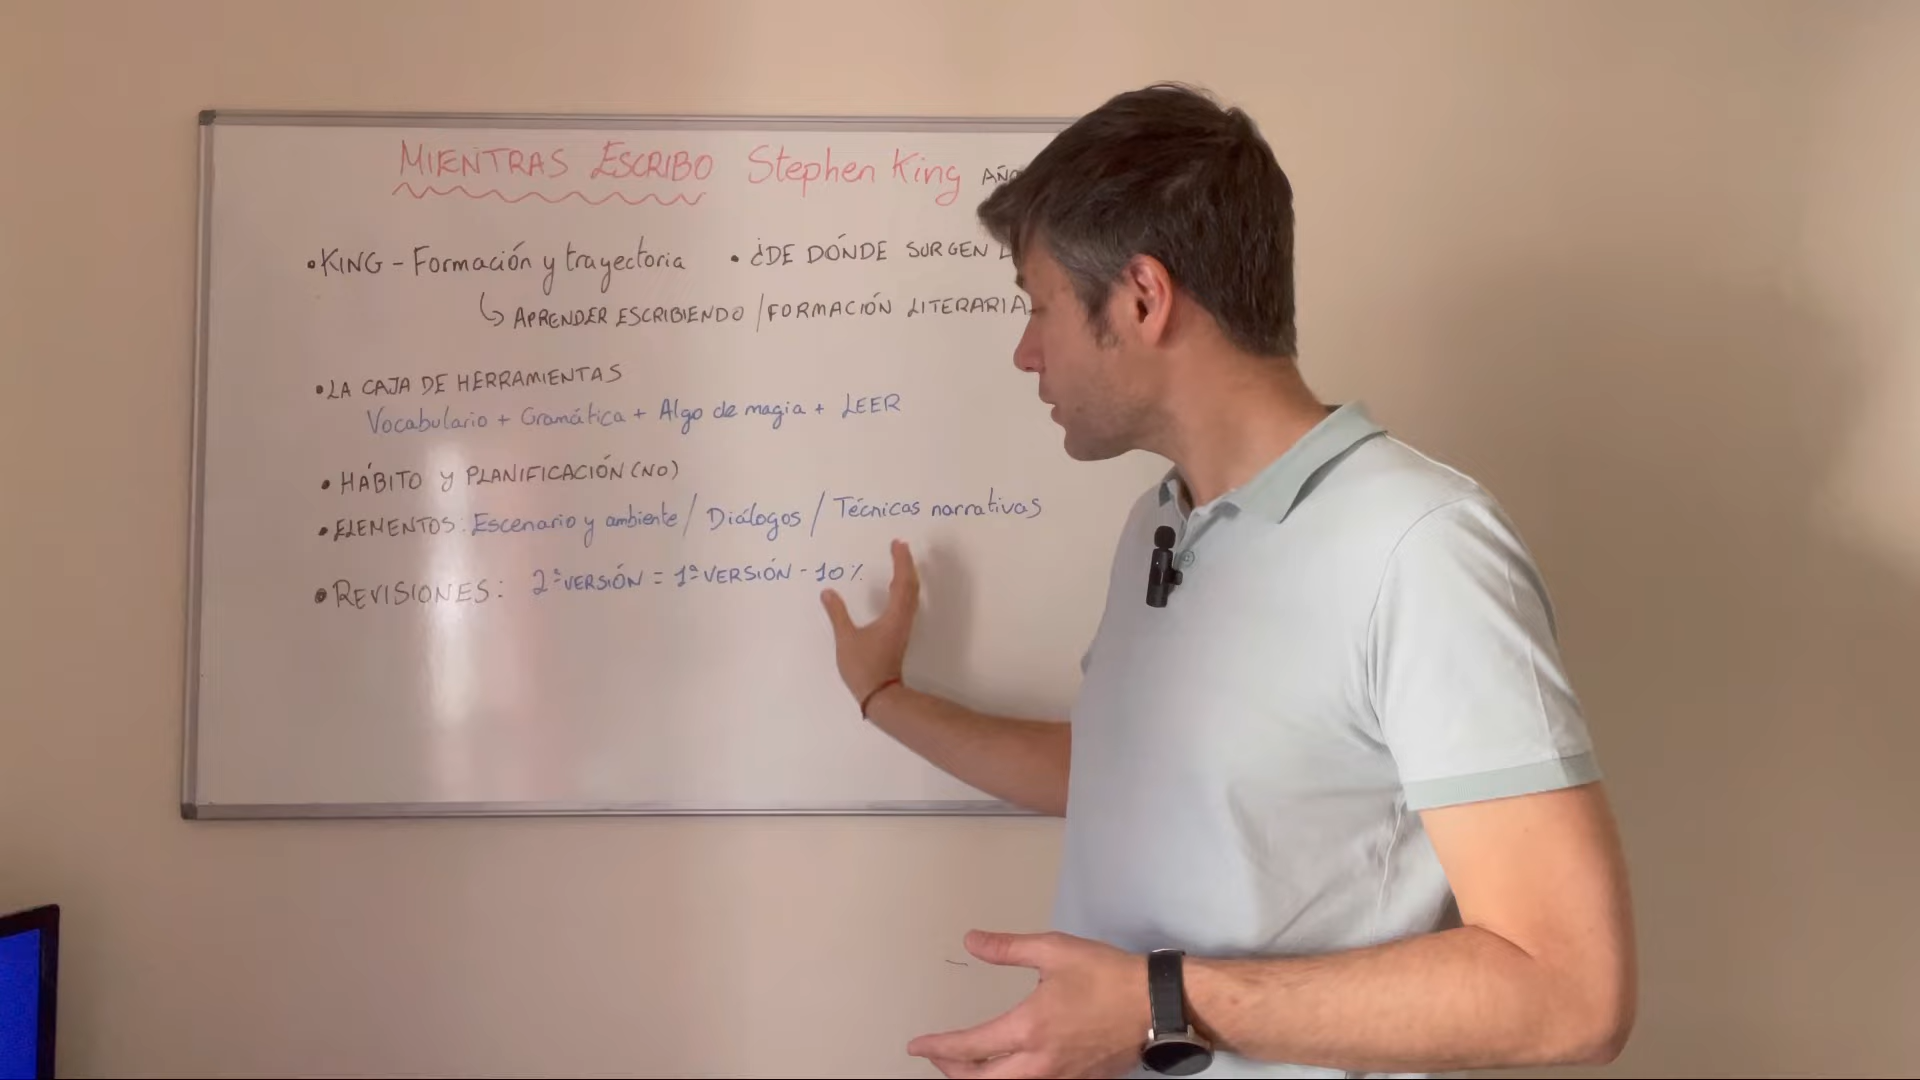 MIENTRAS ESCRIBO Stephen King
• KING - Formación y trayectoria • ¿DE DÓNDE SURGEN
↳ APRENDER ESCRIBIENDO / FORMACIÓN LITERARIA
• LA CAJA DE HERRAMIENTAS
Vocabulario + Gramática + Algo de magia + LEER
• HÁBITO Y PLANIFICACIÓN (NO)
• ELEMENTOS: Escenario y ambiente / Diálogos / Técnicas narrativas
• REVISIONES: 2ª VERSIÓN = 1ª VERSIÓN - 10%